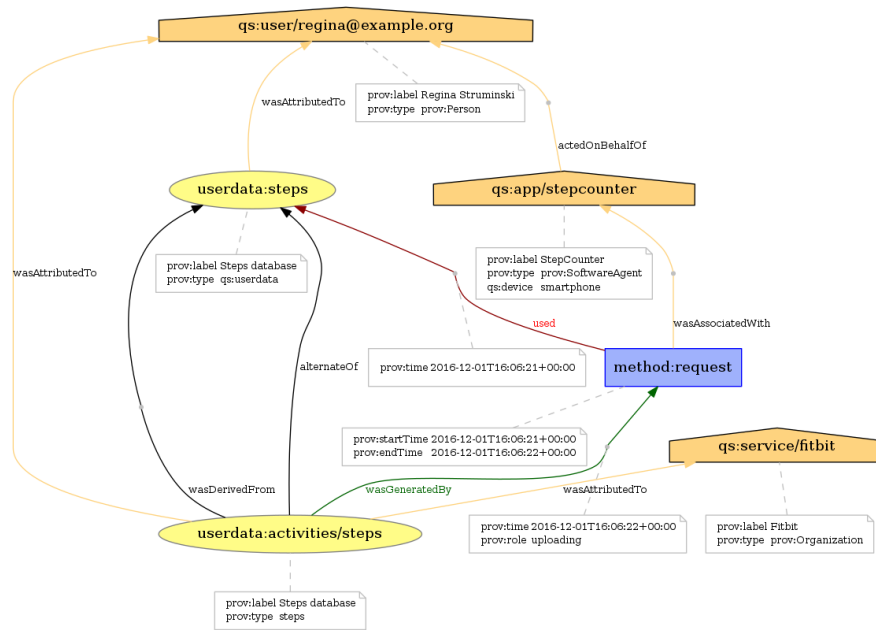 qs:user/regina@example.org
prov:label Regina Struminski
prov:type prov:Person
wasAttributedTo
actedOnBehalfOf
userdata:steps
qs:app/stepcounter
prov:label Steps database
prov:type qs:userdata
prov:label StepCounter
prov:type prov:SoftwareAgent
qs:device smartphone
wasAttributedTo
used
wasAssociatedWith
alternateOf
prov:time 2016-12-01T16:06:21+00:00
method:request
prov:startTime 2016-12-01T16:06:21+00:00
prov:endTime 2016-12-01T16:06:22+00:00
qs:service/fitbit
wasDerivedFrom
wasGeneratedBy
wasAttributedTo
userdata:activities/steps
prov:time 2016-12-01T16:06:22+00:00
prov:role uploading
prov:label Fitbit
prov:type prov:Organization
prov:label Steps database
prov:type steps